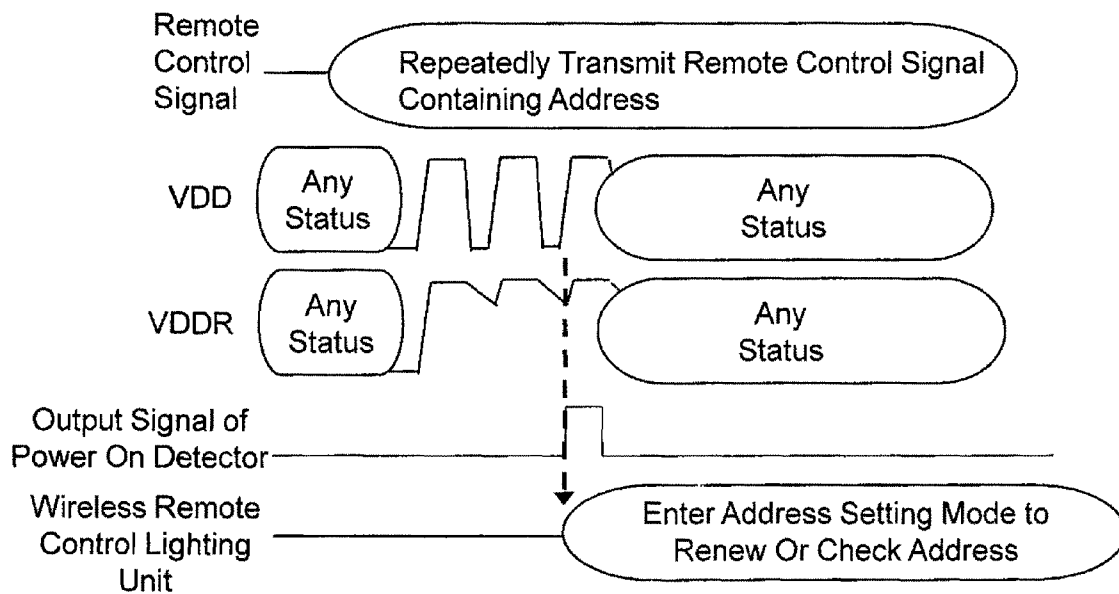 Remote
Control
Signal
Repeatedly Transmit Remote Control Signal
Containing Address
VDD
Any
Status
Any
Status
VDDR
Any
Status
Any
Status
Output Signal of
Power On Detector
Wireless Remote
Control Lighting
Unit
Enter Address Setting Mode to
Renew Or Check Address